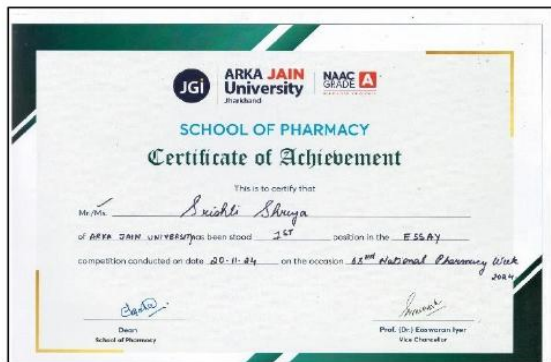 JGi
ARKA JAIN
University
Jharkhand
NAAC
GRADE A
SCHOOL OF PHARMACY
Certificate of Achievement
This is to certify that
Mr/Ms. Srishti Shreya
of ARKA JAIN UNIVERSITY has been stood 1ST position in the ESSAY
competition conducted on date 20-11-24 on the occasion National Pharmacy Week
2024
Dean
School of Pharmacy
Prof. (Dr.) Easwaran Iyer
Vice Chancellor